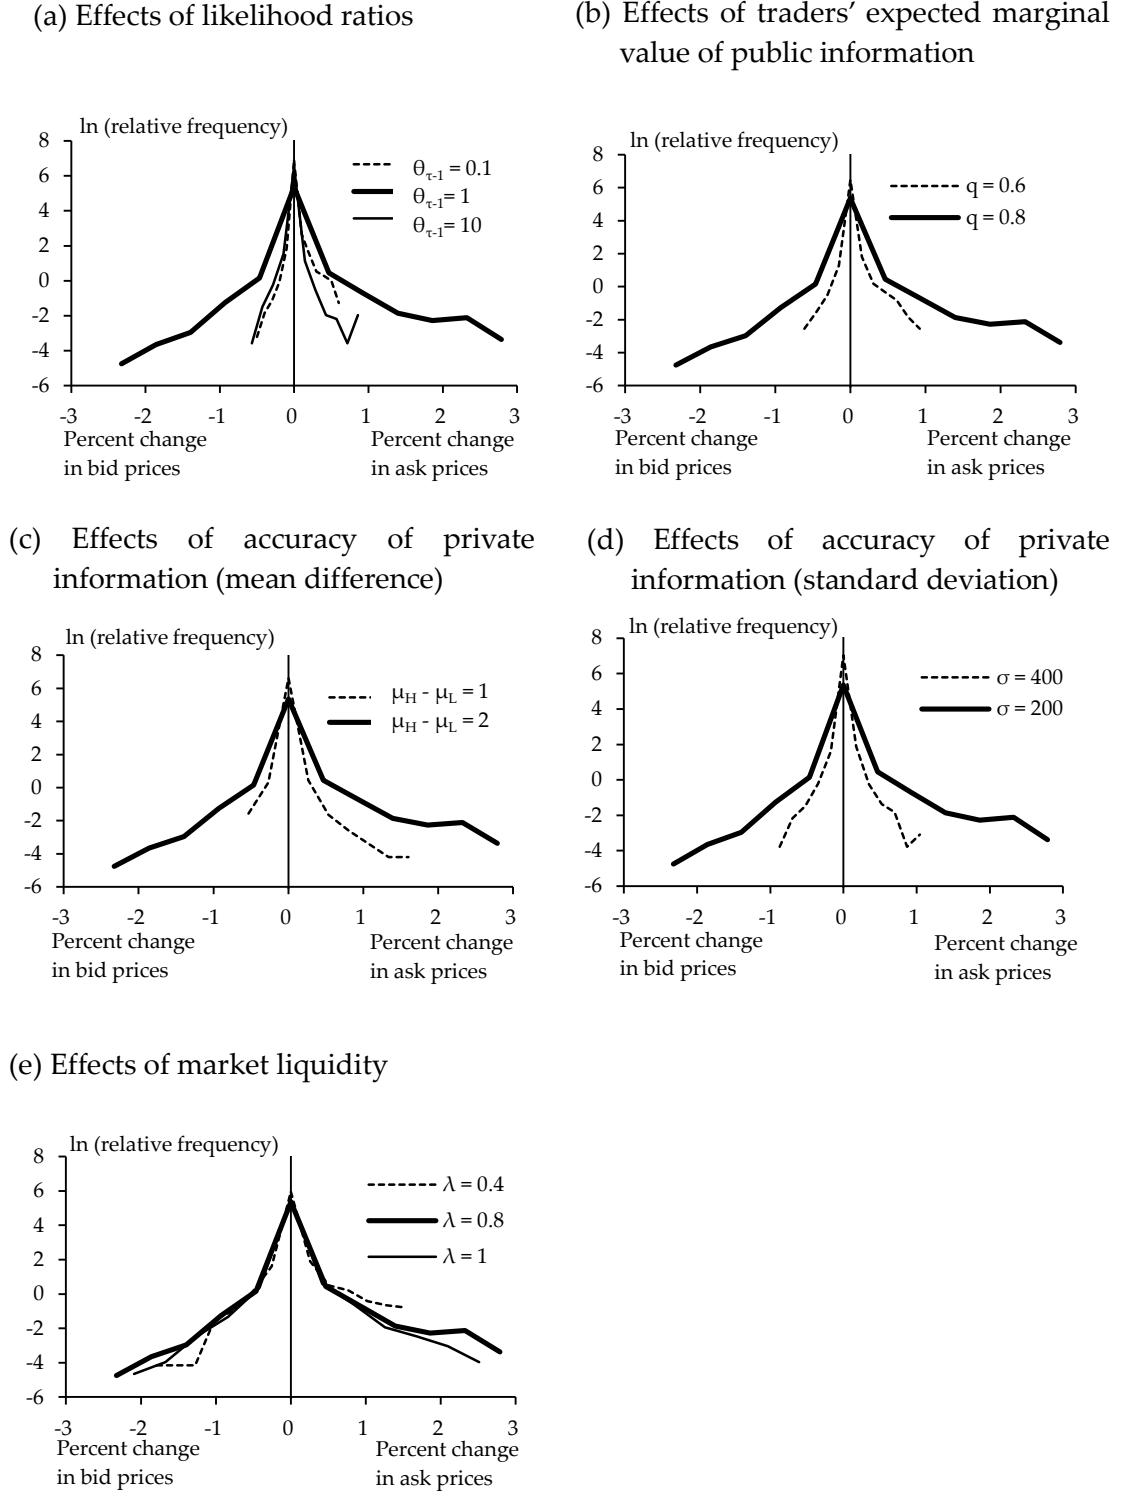 (a) Effects of likelihood ratios
ln (relative frequency)
8
6
4
2
0
-2
-4
-6
-3 -2 -1 0 1 2 3
θτ-1 = 0.1
θτ-1= 1
θτ-1= 10
Percent change
in bid prices
Percent change
in ask prices
(b) Effects of traders’ expected marginal
value of public information
ln (relative frequency)
8
6
4
2
0
-2
-4
-6
-3 -2 -1 0 1 2 3
q = 0.6
q = 0.8
Percent change
in bid prices
Percent change
in ask prices
(c) Effects of accuracy of private
information (mean difference)
ln (relative frequency)
8
6
4
2
0
-2
-4
-6
-3 -2 -1 0 1 2 3
μH - μL = 1
μH - μL = 2
Percent change
in bid prices
Percent change
in ask prices
(d) Effects of accuracy of private
information (standard deviation)
ln (relative frequency)
8
6
4
2
0
-2
-4
-6
-3 -2 -1 0 1 2 3
σ = 400
σ = 200
Percent change
in bid prices
Percent change
in ask prices
(e) Effects of market liquidity
ln (relative frequency)
8
6
4
2
0
-2
-4
-6
-3 -2 -1 0 1 2 3
λ = 0.4
λ = 0.8
λ = 1
Percent change
in bid prices
Percent change
in ask prices